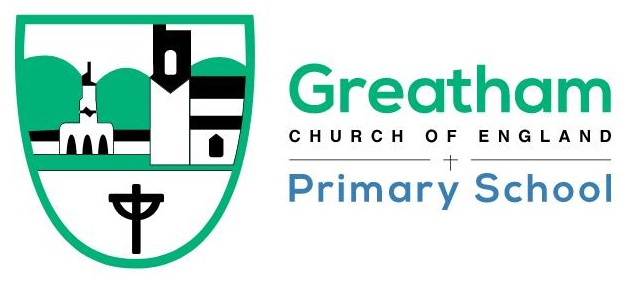 Greatham
CHURCH OF ENGLAND
Primary School